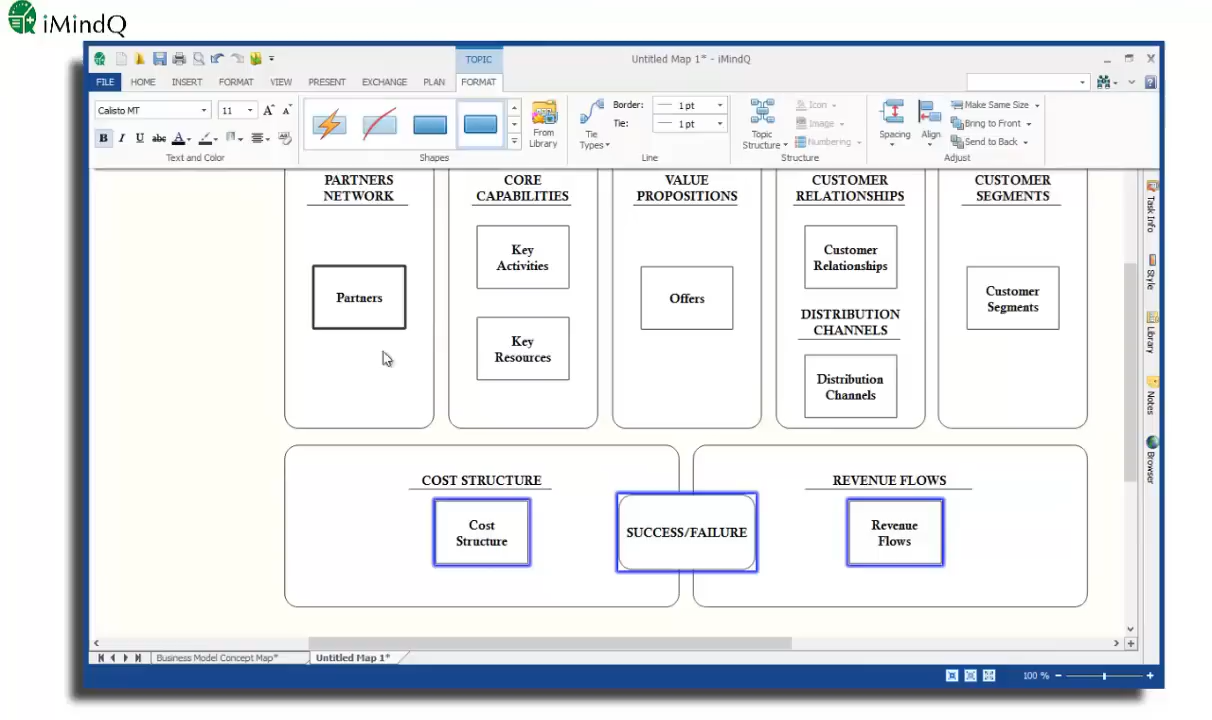 iMindQ
TOPIC
Untitled Map 1* - iMindQ
FILE HOME INSERT FORMAT VIEW PRESENT EXCHANGE PLAN FORMAT
Calisto MT 11
B I U abc A
Text and Color
Shapes
From
Library
Tie
Types
Border: 1pt
Tie: 1pt
Line
Topic
Structure
Icon
Image
Numbering
Structure
Spacing
Align
Make Same Size
Bring to Front
Send to Back
Adjust
PARTNERS
NETWORK
Partners
CORE
CAPABILITIES
Key
Activities
Key
Resources
VALUE
PROPOSITIONS
Offers
CUSTOMER
RELATIONSHIPS
Customer
Relationships
DISTRIBUTION
CHANNELS
Distribution
Channels
CUSTOMER
SEGMENTS
Customer
Segments
COST STRUCTURE
Cost
Structure
SUCCESS/FAILURE
REVENUE FLOWS
Revenue
Flows
Task Info
Style
Library
Notes
Browser
Business Model Concept Map*
Untitled Map 1*
100 %